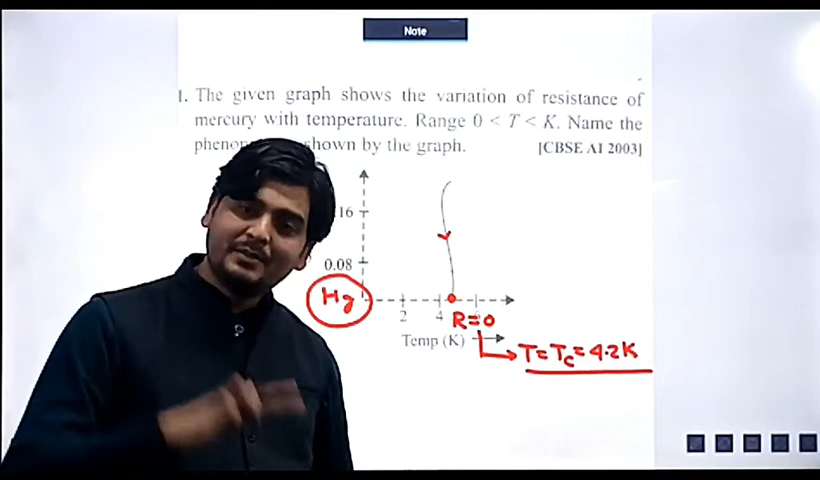 Note
1. The given graph shows the variation of resistance of
mercury with temperature. Range 0 < T < K. Name the
shown by the graph. [CBSE AI 2003]
16
0.08
Hg
2 4
R=0
Temp (K)
T=Tc=4.2K